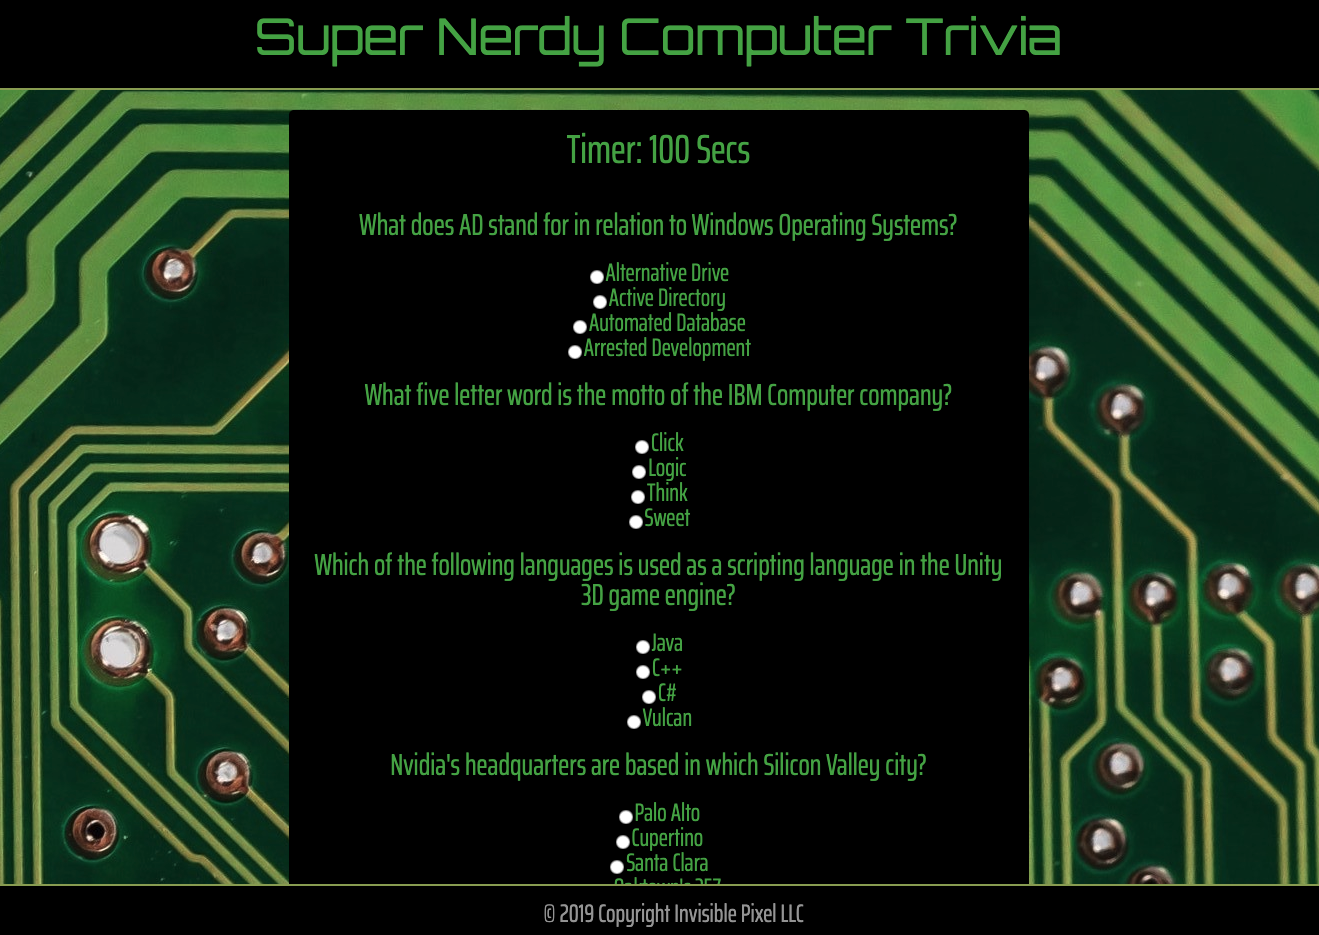 Super Nerdy Computer Trivia
Timer: 100 Secs
What does AD stand for in relation to Windows Operating Systems?
Alternative Drive
Active Directory
Automated Database
Arrested Development
What five letter word is the motto of the IBM Computer company?
Click
Logic
Think
Sweet
Which of the following languages is used as a scripting language in the Unity
3D game engine?
Java
C++
C#
Vulcan
Nvidia's headquarters are based in which Silicon Valley city?
Palo Alto
Cupertino
Santa Clara
© 2019 Copyright Invisible Pixel LLC